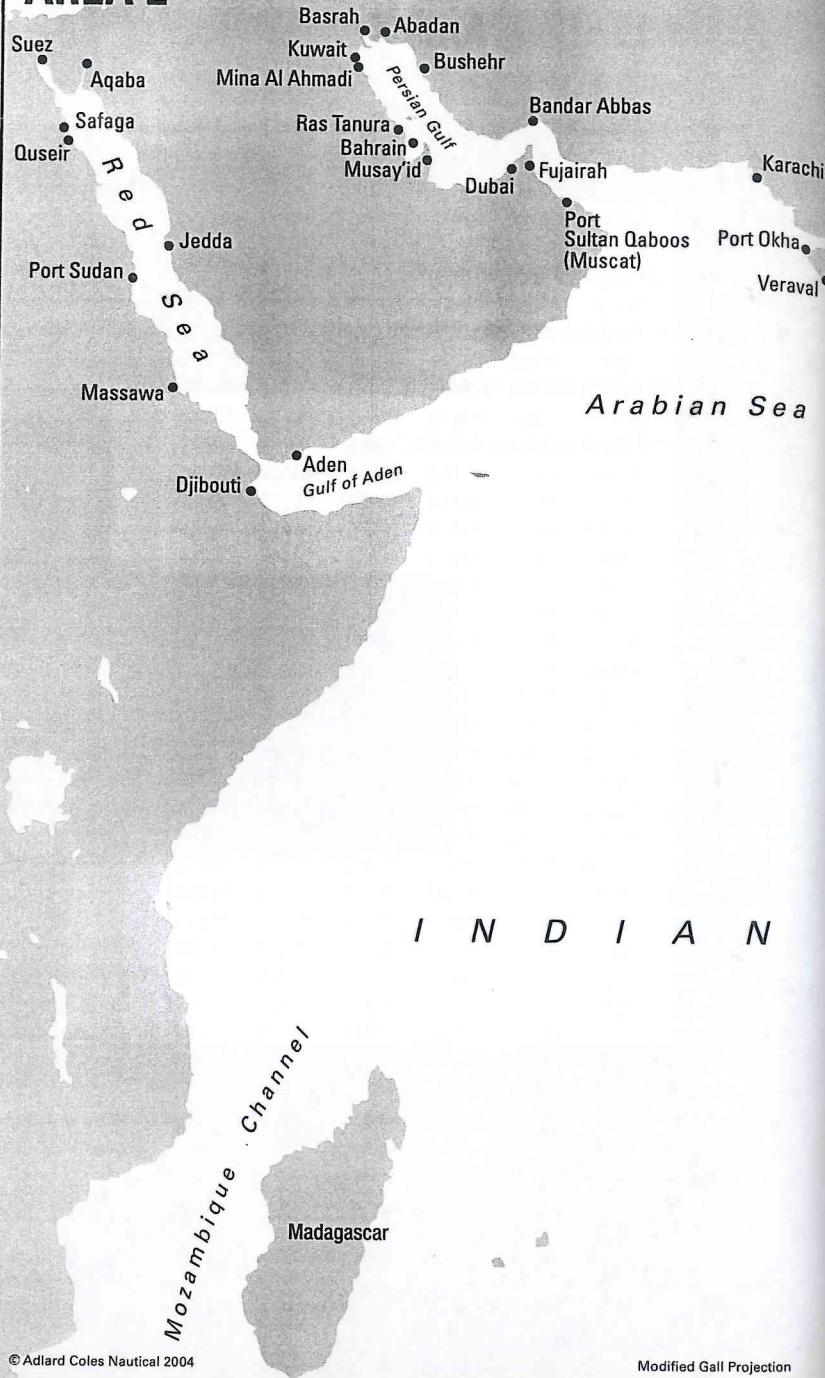 Basrah
Abadan
Suez
Kuwait
Bushehr
Aqaba
Mina Al Ahmadi
Persian Gulf
Bandar Abbas
Safaga
Ras Tanura
Quseir
Bahrain
Karachi
Musay'id
Fujairah
Dubai
Red Sea
Port
Sultan Qaboos
(Muscat)
Jedda
Port Okha
Port Sudan
Veraval
Massawa
Arabian Sea
Aden
Gulf of Aden
Djibouti
INDIAN
Mozambique Channel
Madagascar
© Adlard Coles Nautical 2004
Modified Gall Projection